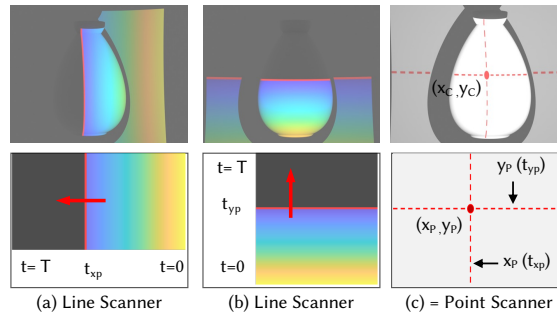 (x_C, y_C)
t= T
t_xp
t=0
t= T
t_yp
t=0
y_P (t_yp)
(x_P, y_P)
x_P (t_xp)
(a) Line Scanner
(b) Line Scanner
(c) = Point Scanner